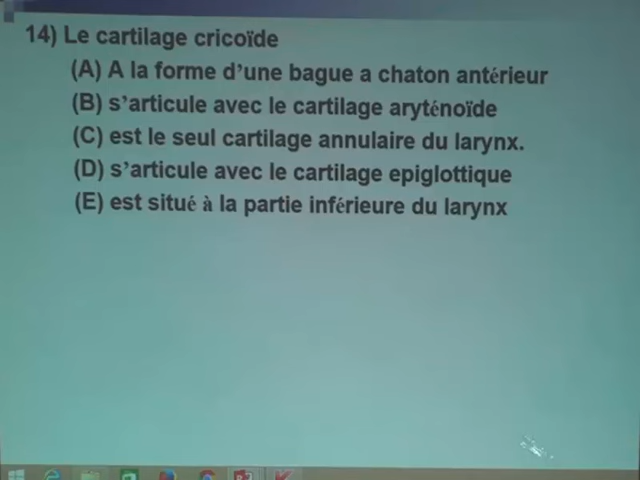 14) Le cartilage cricoïde
(A) A la forme d’une bague a chaton antérieur
(B) s’articule avec le cartilage aryténoïde
(C) est le seul cartilage annulaire du larynx.
(D) s’articule avec le cartilage epiglottique
(E) est situé à la partie inférieure du larynx